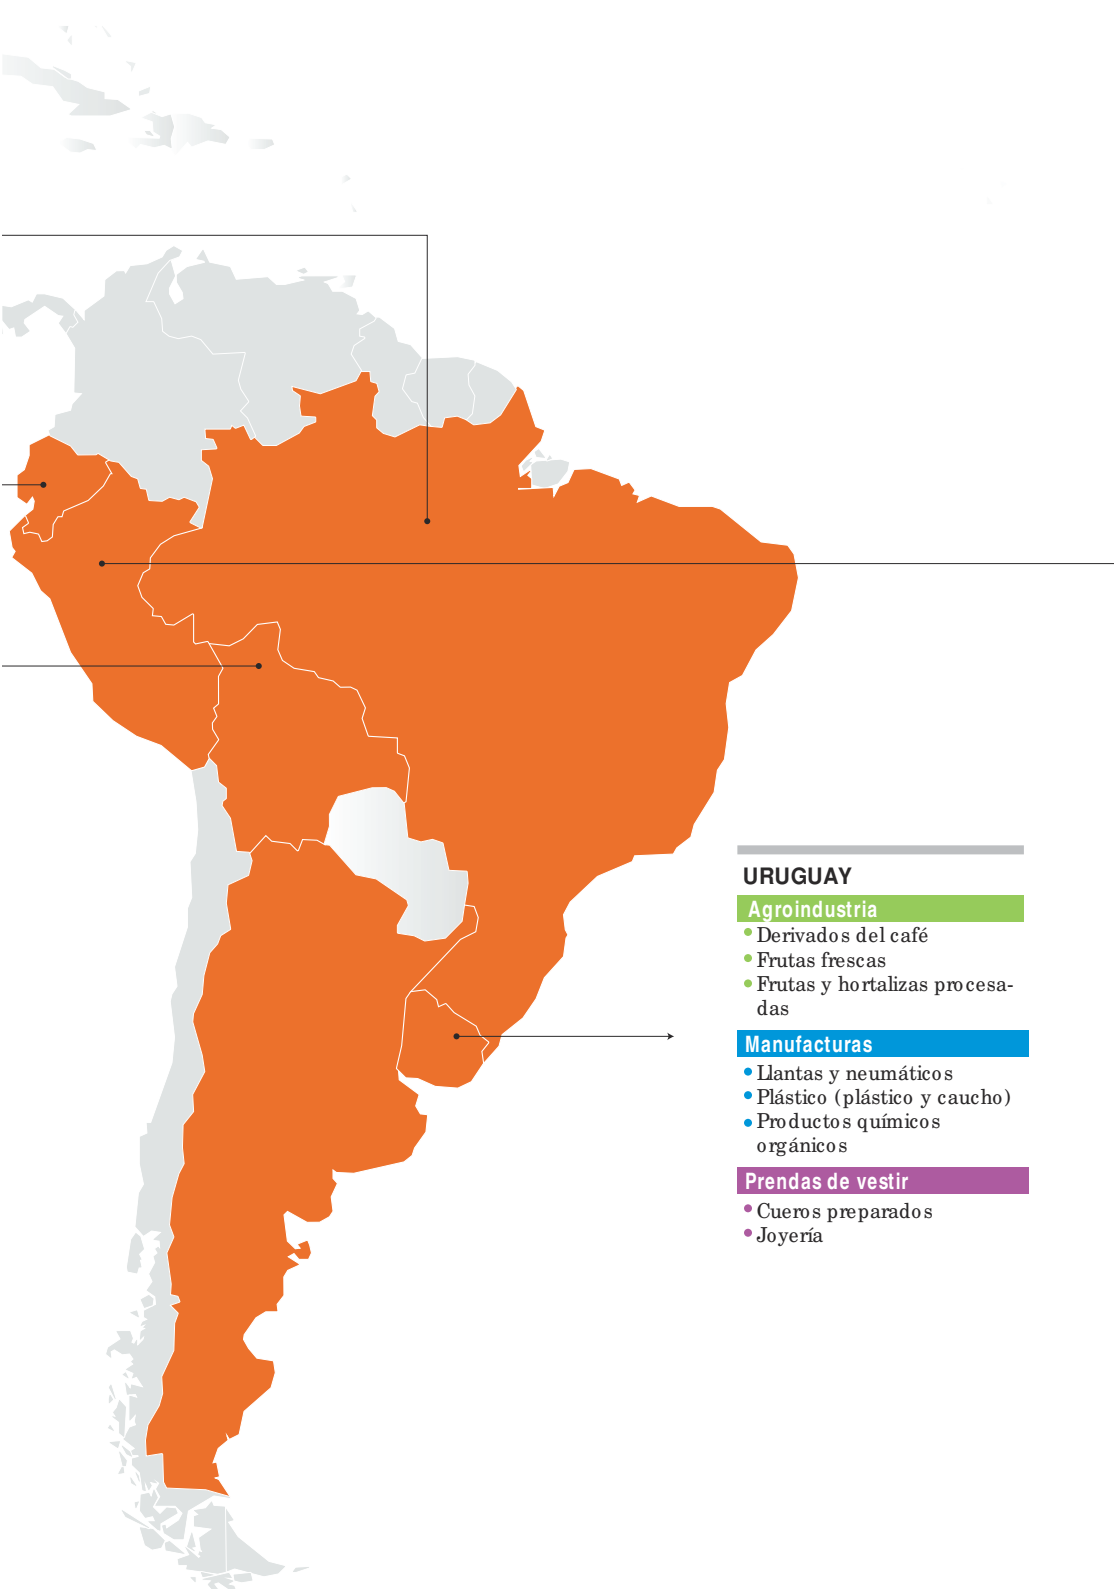 URUGUAY
Agroindustria
Derivados del café
Frutas frescas
Frutas y hortalizas procesa-
das
Manufacturas
Llantas y neumáticos
Plástico (plástico y caucho)
Productos químicos
orgánicos
Prendas de vestir
Cueros preparados
Joyería